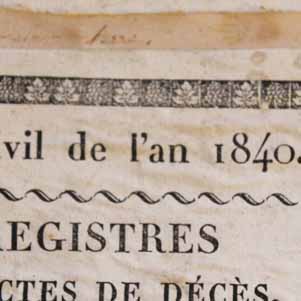 vil de l'an 1840.
REGISTRES
CTES DE DÉCÈS,